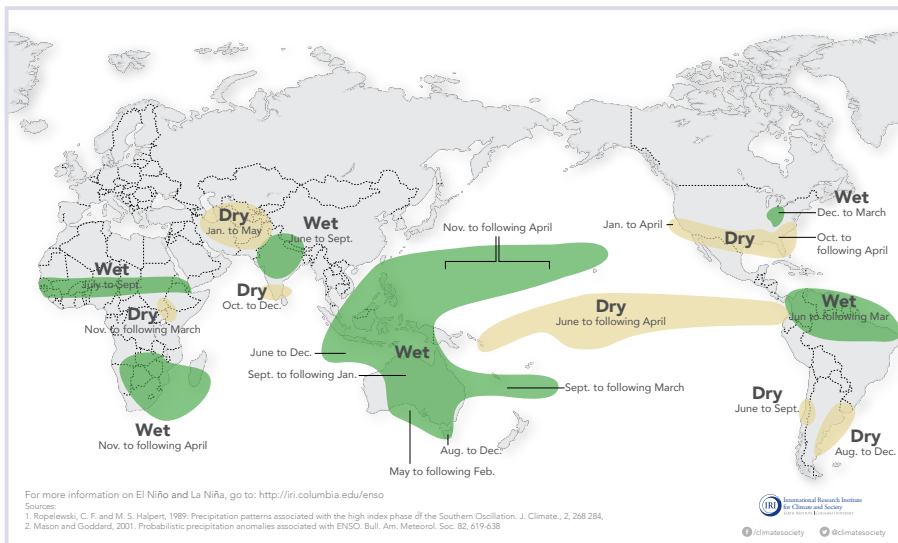 Wet
Dec. to March
Dry
Jan. to May
Wet
June to Sept.
Nov. to following April
Jan. to April
Dry
Oct. to
following April
Wet
July to Sept.
Dry
Oct. to Dec.
Dry
Nov. to following March
Dry
June to following April
Wet
Jun to following Mar
June to Dec.
Wet
Sept. to following Jan.
Sept. to following March
Dry
June to Sept.
Wet
Nov. to following April
Dry
Aug. to Dec.
Aug. to Dec.
May to following Feb.
For more information on El Niño and La Niña, go to: http://iri.columbia.edu/enso
Sources:
1. Ropelewski, C. F. and M. S. Halpert, 1989: Precipitation patterns associated with the high index phase of the Southern Oscillation. J. Climate., 2, 268 284,
2. Mason and Goddard, 2001. Probabilistic precipitation anomalies associated with ENSO. Bull. Am. Meteorol. Soc. 82, 619-638
IRI
International Research Institute
for Climate and Society
EARTH INSTITUTE | COLUMBIA UNIVERSITY
/climatesociety
@climatesociety